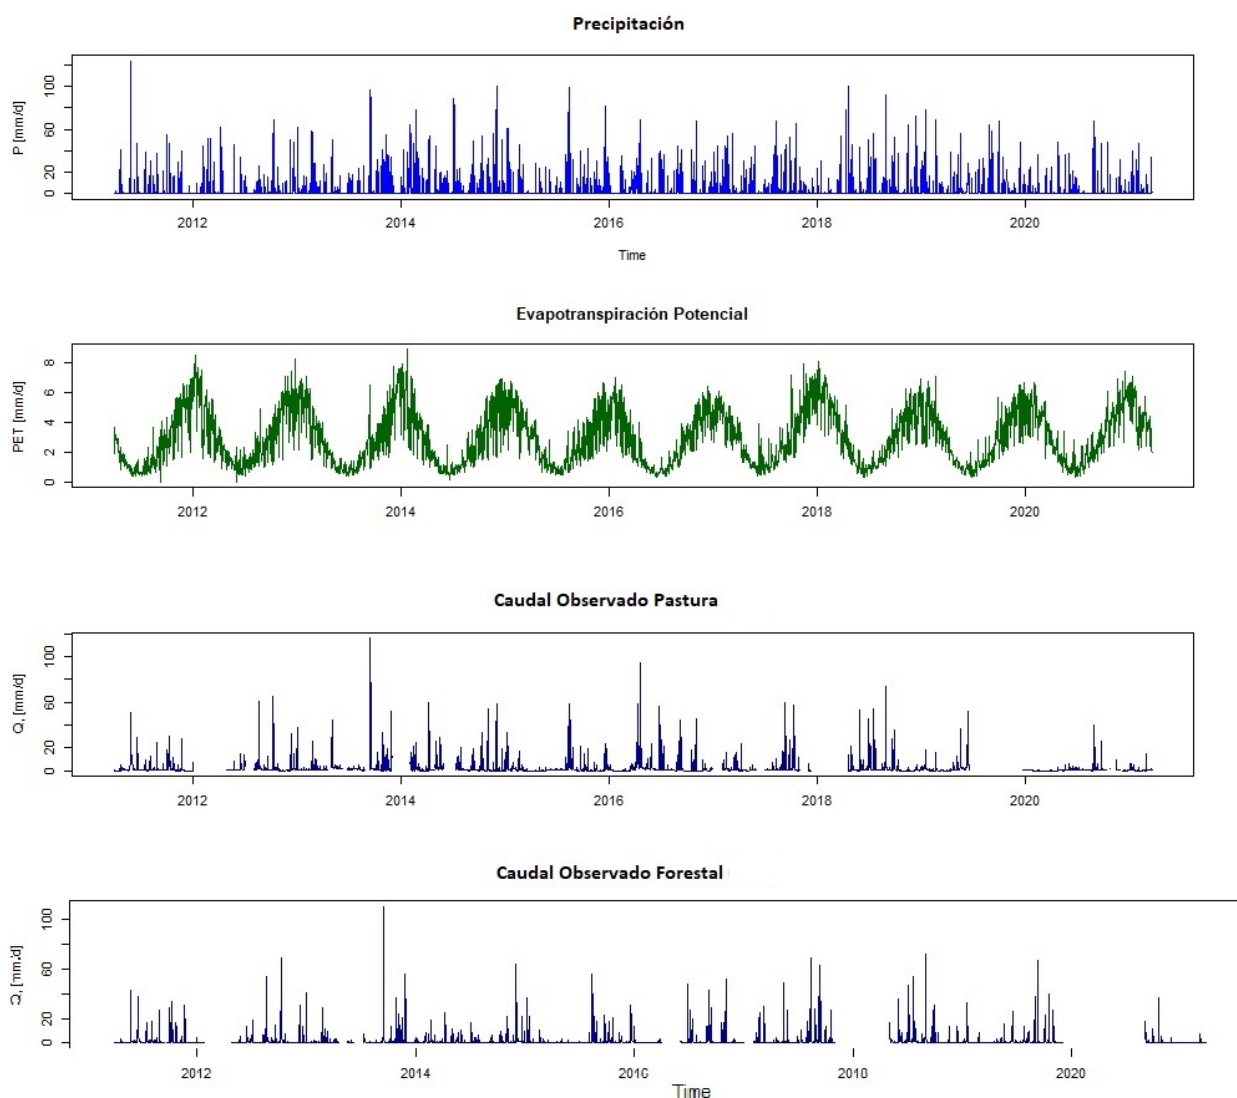 Precipitación
P [mm/d]
100
60
20
0
2012 2014 2016 2018 2020
Time
Evapotranspiración Potencial
PET [mm/d]
8
6
4
2
0
2012 2014 2016 2018 2020
Caudal Observado Pastura
Q, [mm/d]
100
60
20
0
2012 2014 2016 2018 2020
Caudal Observado Forestal
Q, [mm.d]
100
60
20
0
2012 2014 2016 2010 2020
Time